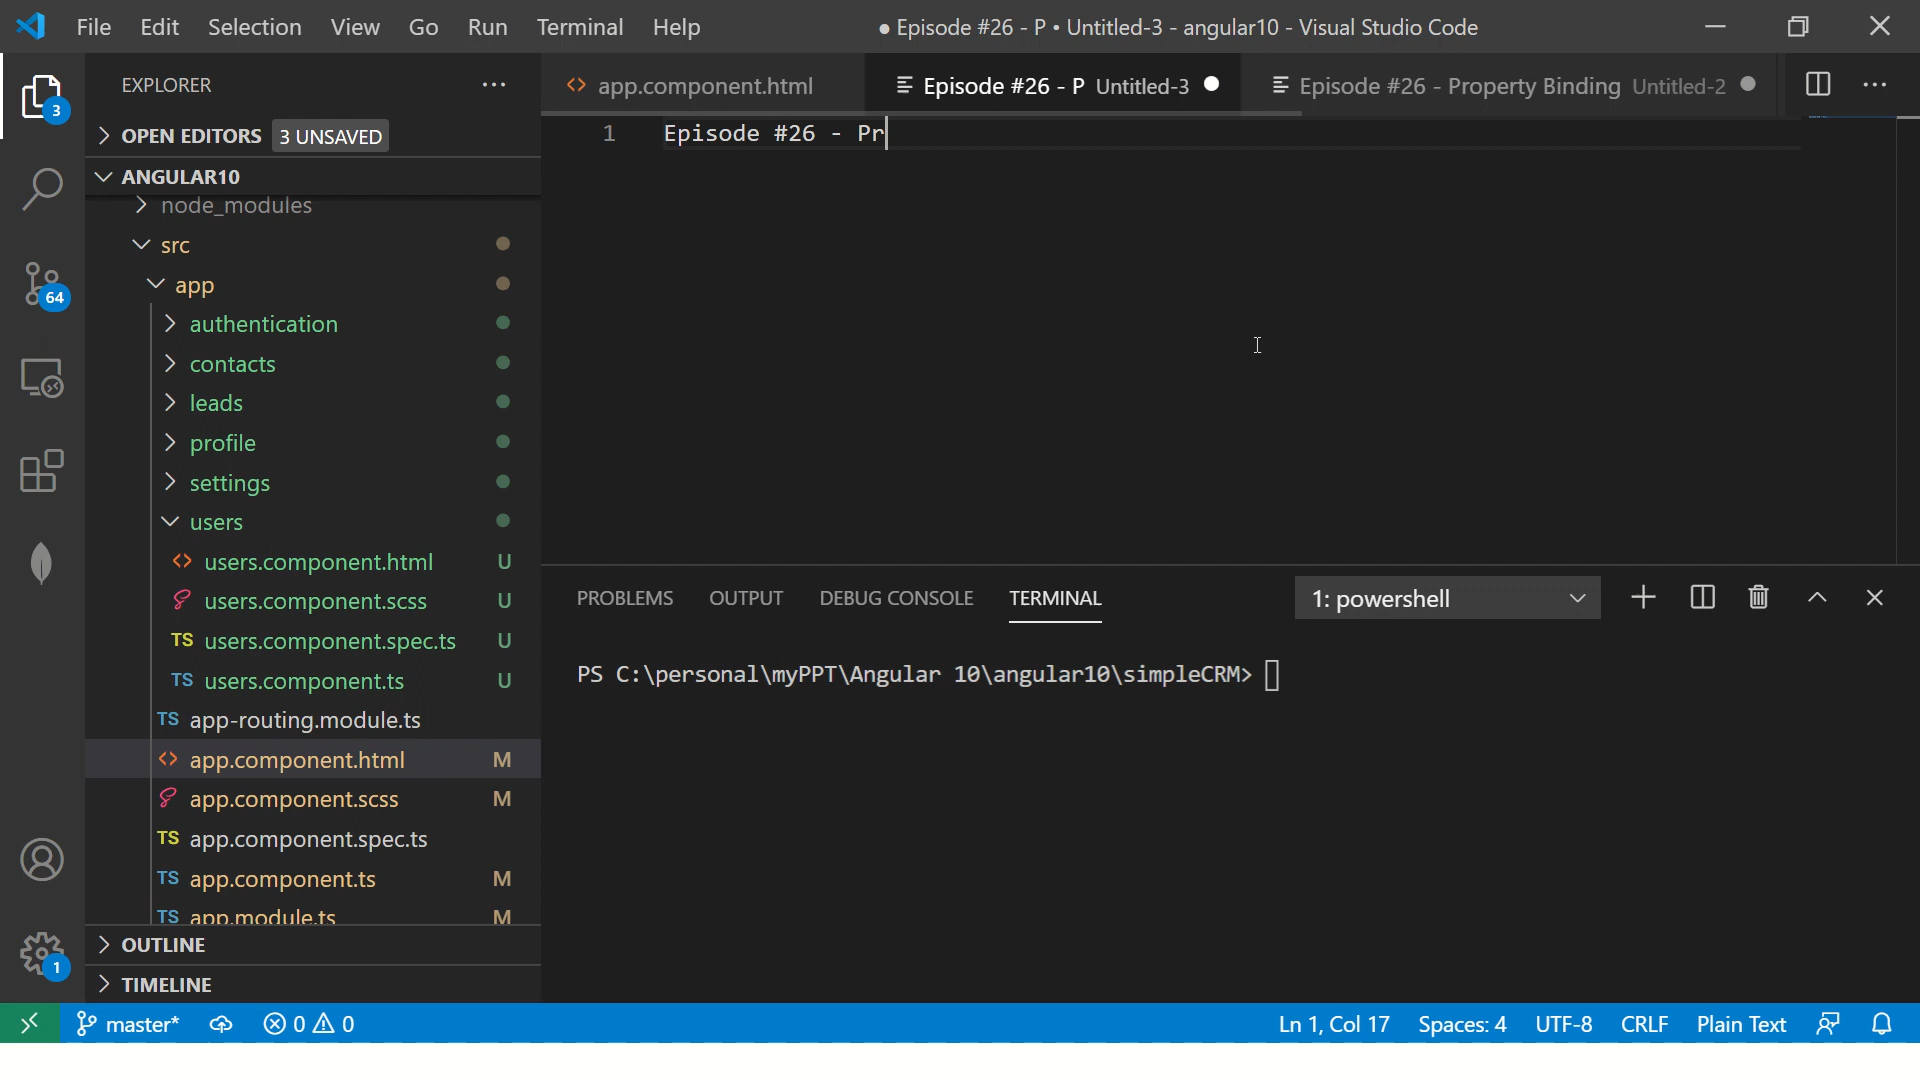 File Edit Selection View Go Run Terminal Help
● Episode #26 - P • Untitled-3 - angular10 - Visual Studio Code
EXPLORER
app.component.html
Episode #26 - P Untitled-3
Episode #26 - Property Binding Untitled-2
3
OPEN EDITORS 3 UNSAVED
1 Episode #26 - Pr
ANGULAR10
node_modules
src
app
64
authentication
contacts
leads
profile
settings
users
users.component.html U
users.component.scss U
TS users.component.spec.ts U
TS users.component.ts U
TS app-routing.module.ts
app.component.html M
app.component.scss M
TS app.component.spec.ts
TS app.component.ts M
TS app.module.ts M
PROBLEMS OUTPUT DEBUG CONSOLE TERMINAL
1: powershell
PS C:\personal\myPPT\Angular 10\angular10\simpleCRM>
OUTLINE
1
TIMELINE
master* 0 0
Ln 1, Col 17 Spaces: 4 UTF-8 CRLF Plain Text